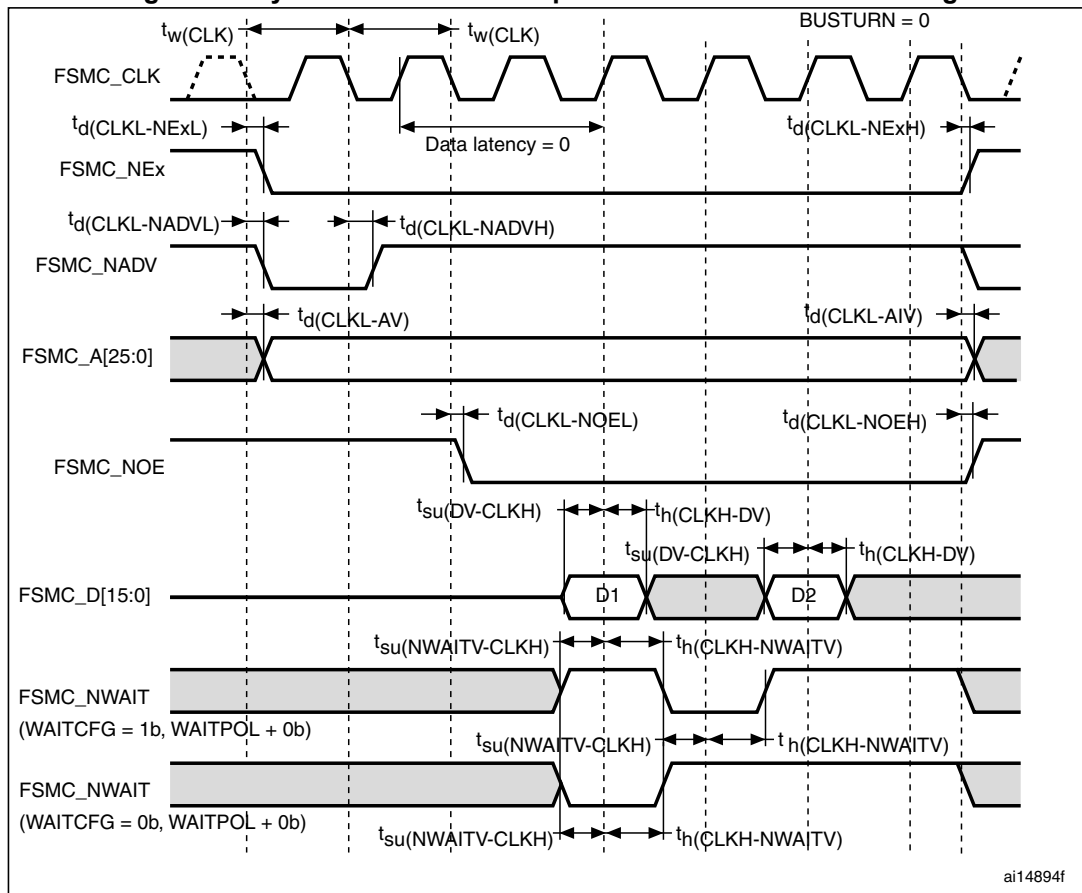 BUSTURN = 0
tw(CLK) tw(CLK)
FSMC_CLK
td(CLKL-NExL) Data latency = 0 td(CLKL-NExH)
FSMC_NEx
td(CLKL-NADVL) td(CLKL-NADVH)
FSMC_NADV
td(CLKL-AV) td(CLKL-AIV)
FSMC_A[25:0]
td(CLKL-NOEL) td(CLKL-NOEH)
FSMC_NOE
tsu(DV-CLKH) th(CLKH-DV)
tsu(DV-CLKH) th(CLKH-DV)
FSMC_D[15:0] D1 D2
tsu(NWAITV-CLKH) th(CLKH-NWAITV)
FSMC_NWAIT
(WAITCFG = 1b, WAITPOL + 0b)
tsu(NWAITV-CLKH) th(CLKH-NWAITV)
FSMC_NWAIT
(WAITCFG = 0b, WAITPOL + 0b)
tsu(NWAITV-CLKH) th(CLKH-NWAITV)
ai14894f